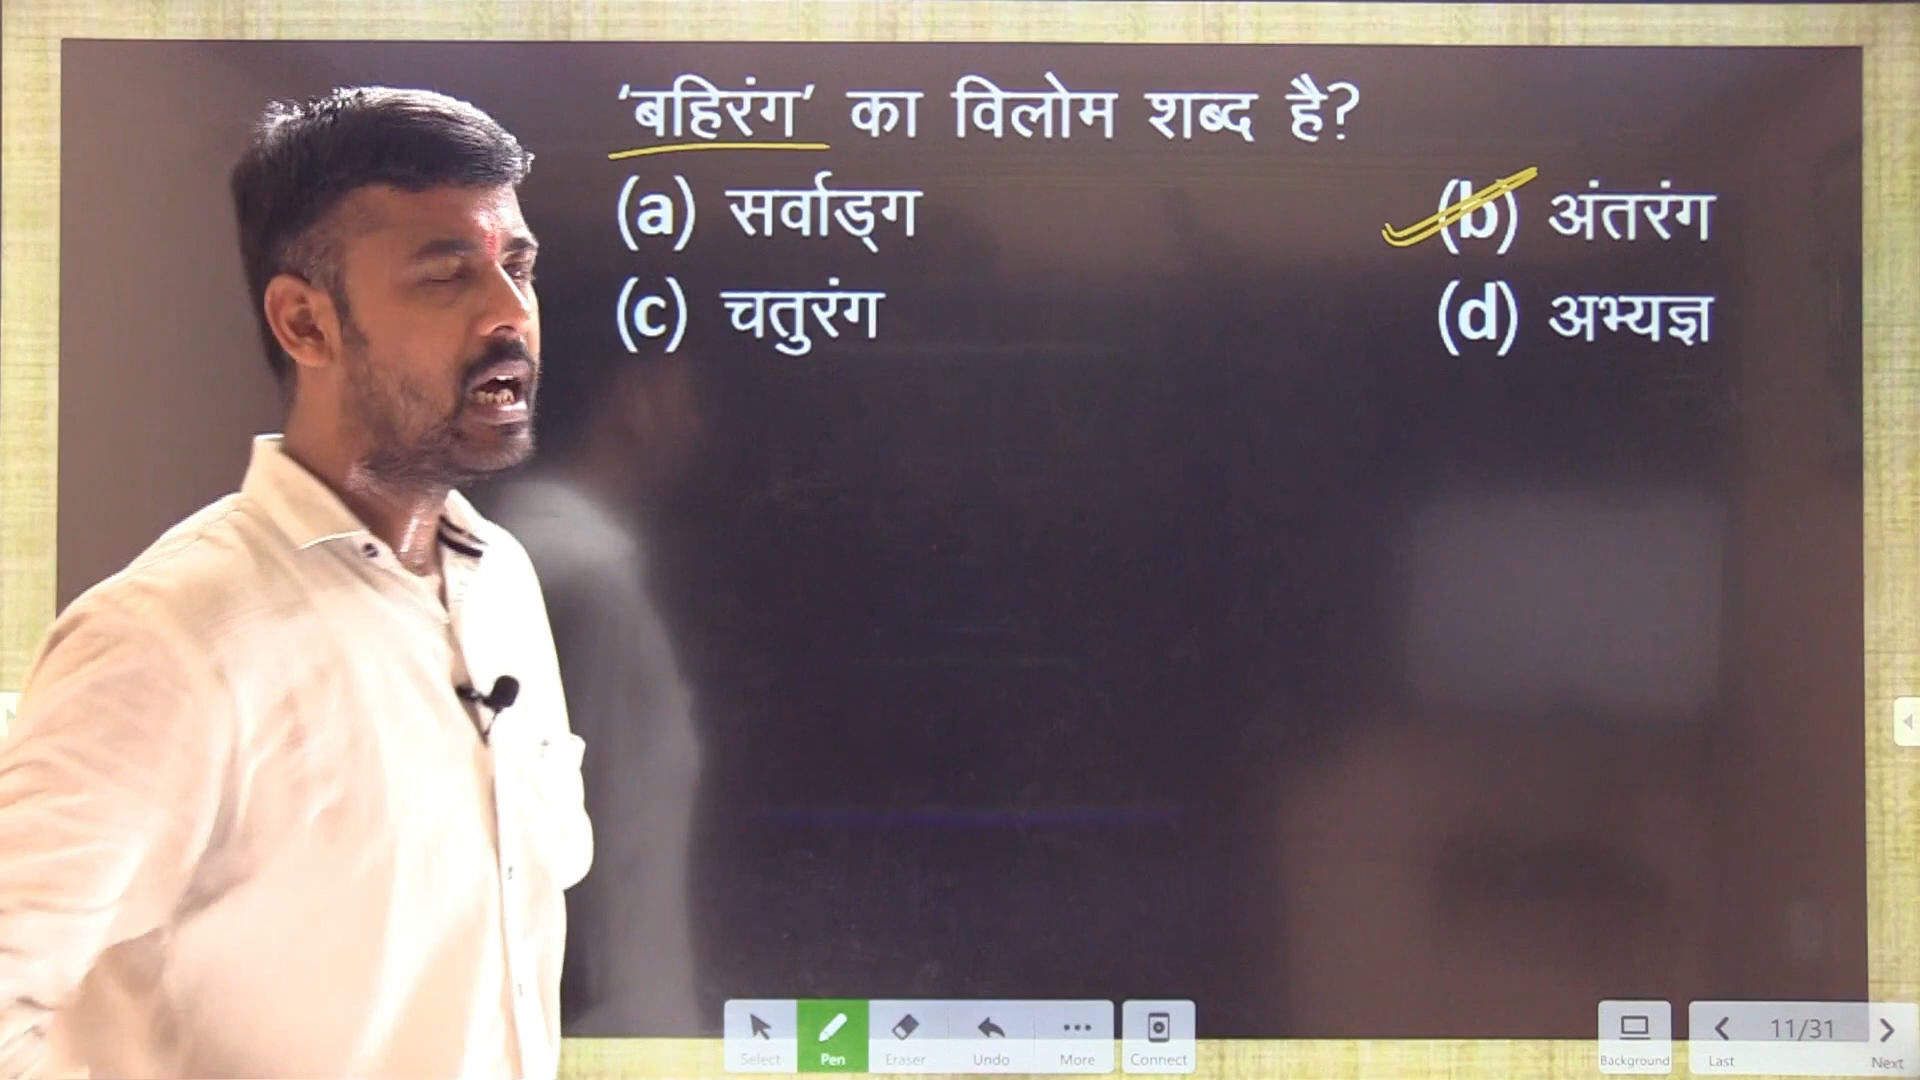 'बहिरंग' का विलोम शब्द है?
(a) सर्वाड्ग (b) अंतरंग
(c) चतुरंग (d) अभ्यज्ञ
Select Pen Eraser Undo More Connect Background Last 11/31 Next